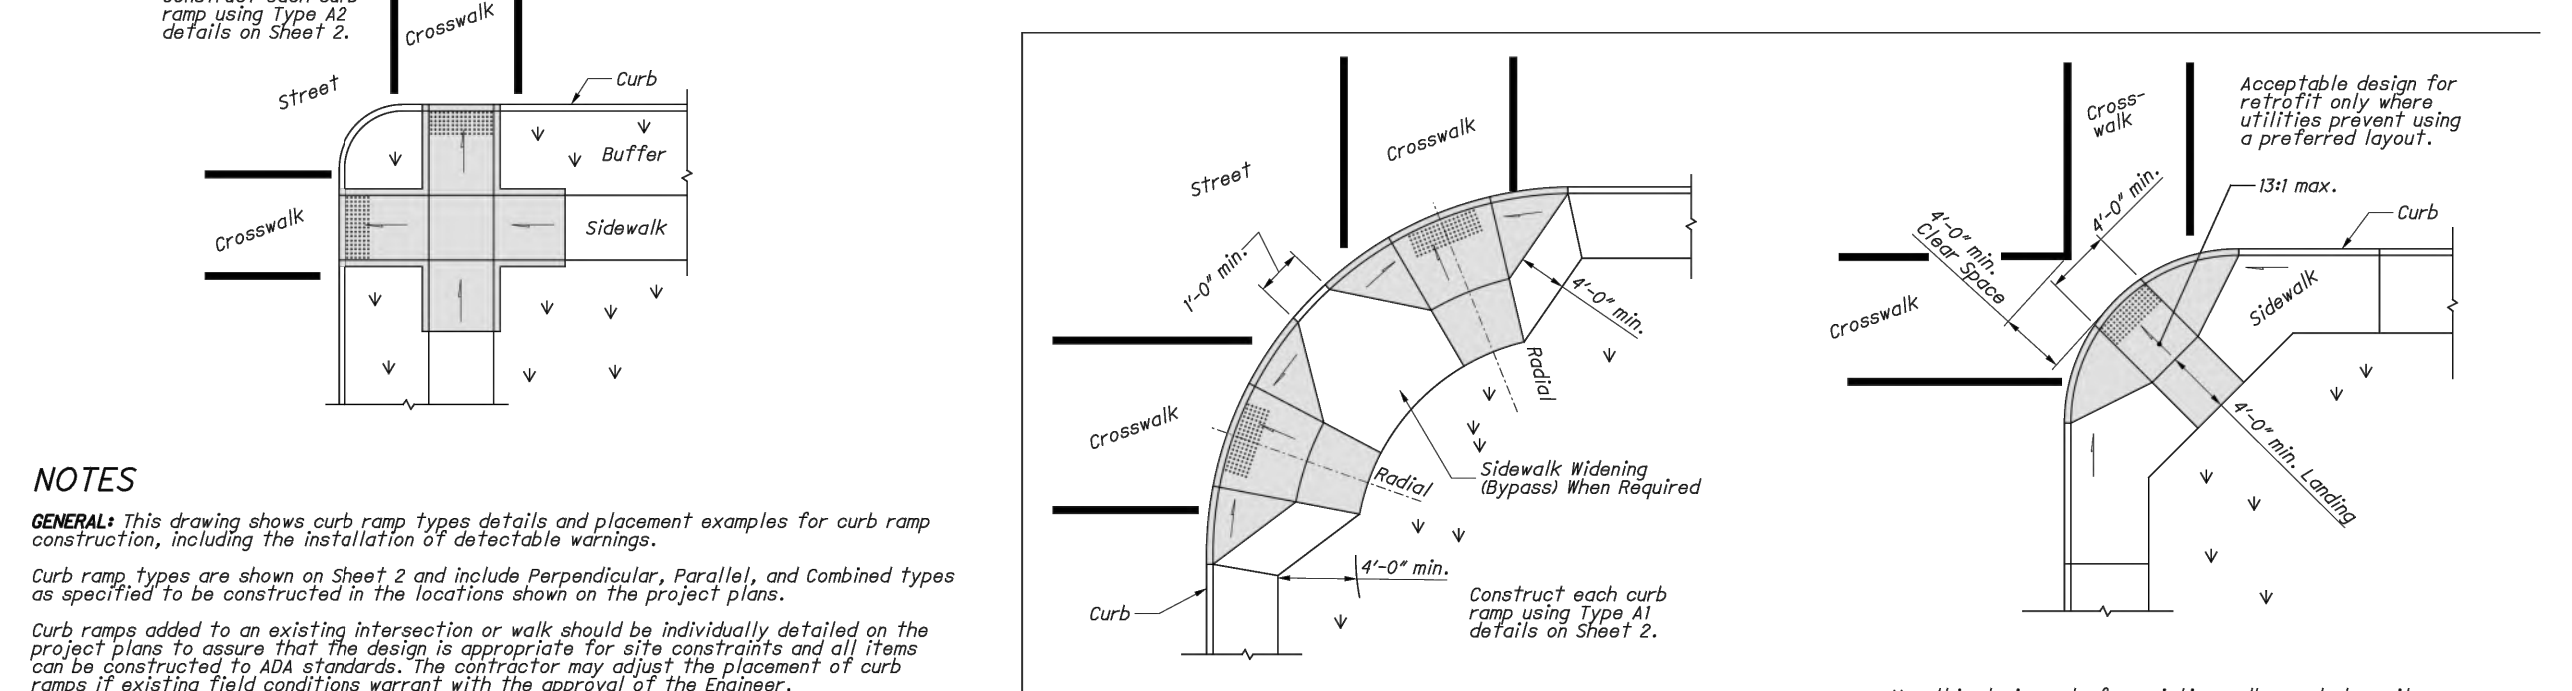 ramp using Type A2
details on Sheet 2.
Crosswalk
Street
Curb
Buffer
Crosswalk
Sidewalk
NOTES
GENERAL: This drawing shows curb ramp types details and placement examples for curb ramp
construction, including the installation of detectable warnings.
Curb ramp types are shown on Sheet 2 and include Perpendicular, Parallel, and Combined types
as specified to be constructed in the locations shown on the project plans.
Curb ramps added to an existing intersection or walk should be individually detailed on the
project plans to assure that the design is appropriate for site constraints and all items
can be constructed to ADA standards. The contractor may adjust the placement of curb
ramps if existing field conditions warrant with the approval of the Engineer.
Crosswalk
Street
1'-0" min.
4'-0" min.
Radial
Crosswalk
Radial
Sidewalk Widening
(Bypass) When Required
4'-0" min.
Curb
Construct each curb
ramp using Type A1
details on Sheet 2.
Cross-
walk
Acceptable design for
retrofit only where
utilities prevent using
a preferred layout.
4'-0" min.
13:1 max.
4'-0" min.
Clear Space
Curb
Sidewalk
Crosswalk
4'-0" min. Landing